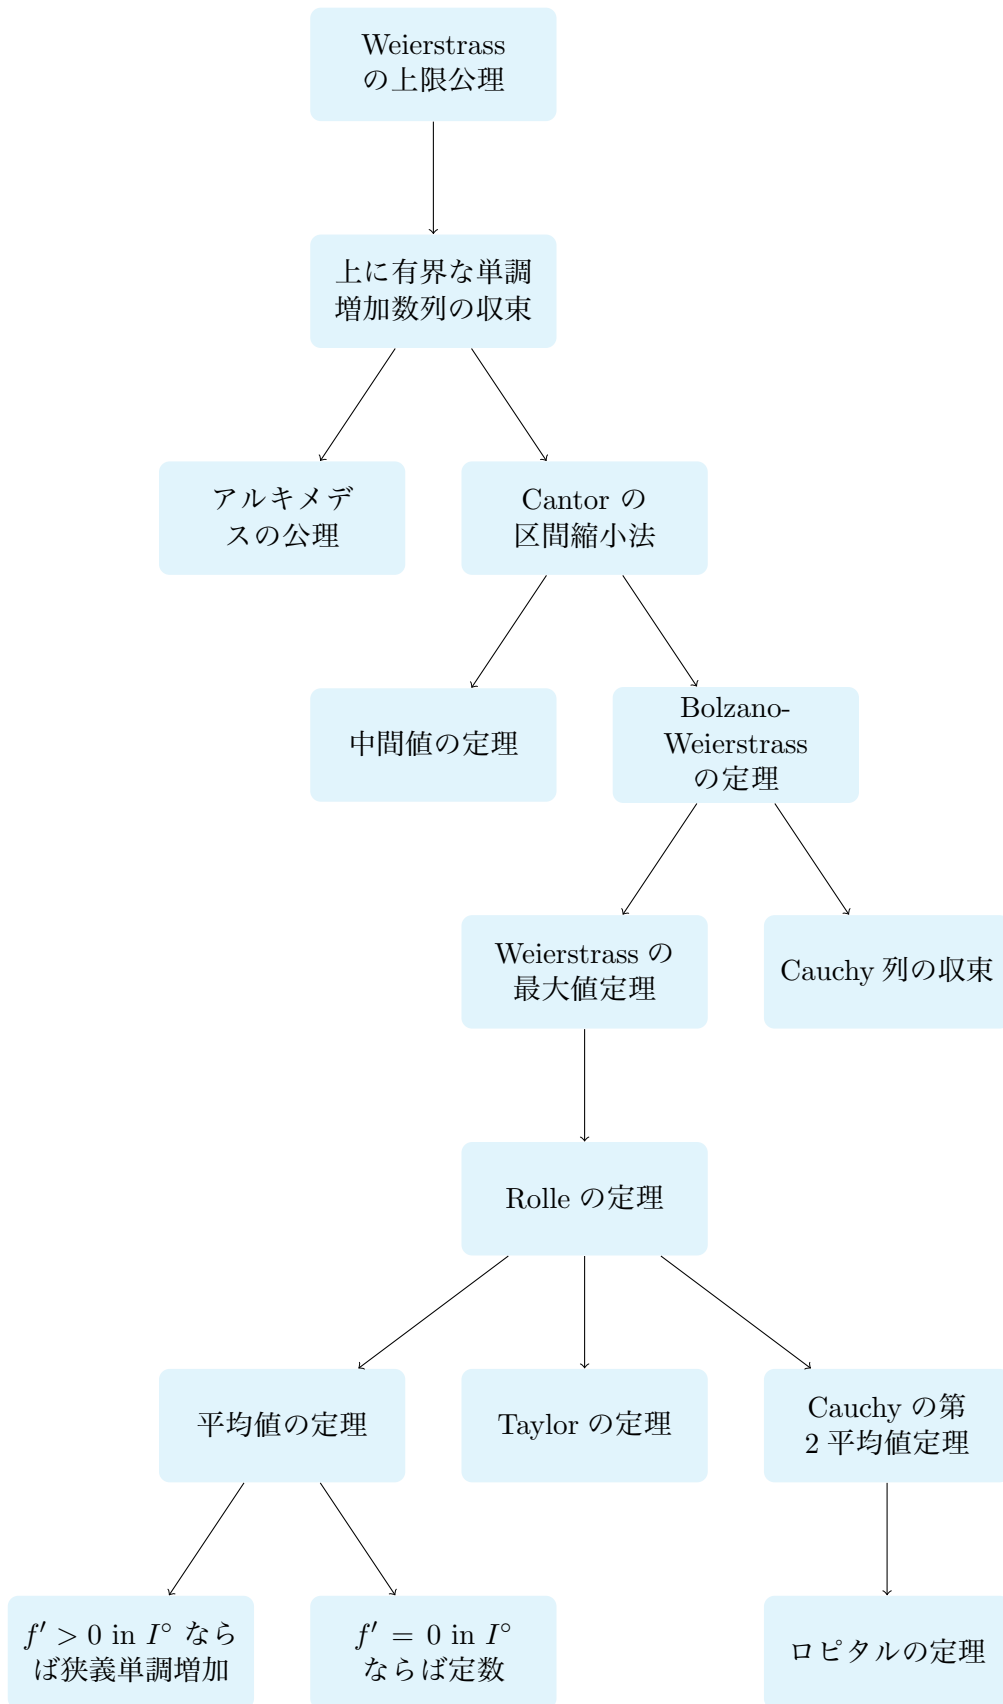 Weierstrass
の上限公理
上に有界な単調
増加数列の収束
アルキメデ
スの公理
Cantor の
区間縮小法
中間値の定理
Bolzano-
Weierstrass
の定理
Weierstrass の
最大値定理
Cauchy 列の収束
Rolle の定理
平均値の定理
Taylor の定理
Cauchy の第
2 平均値定理
f′ > 0 in I° なら
ば狭義単調増加
f′ = 0 in I°
ならば定数
ロピタルの定理